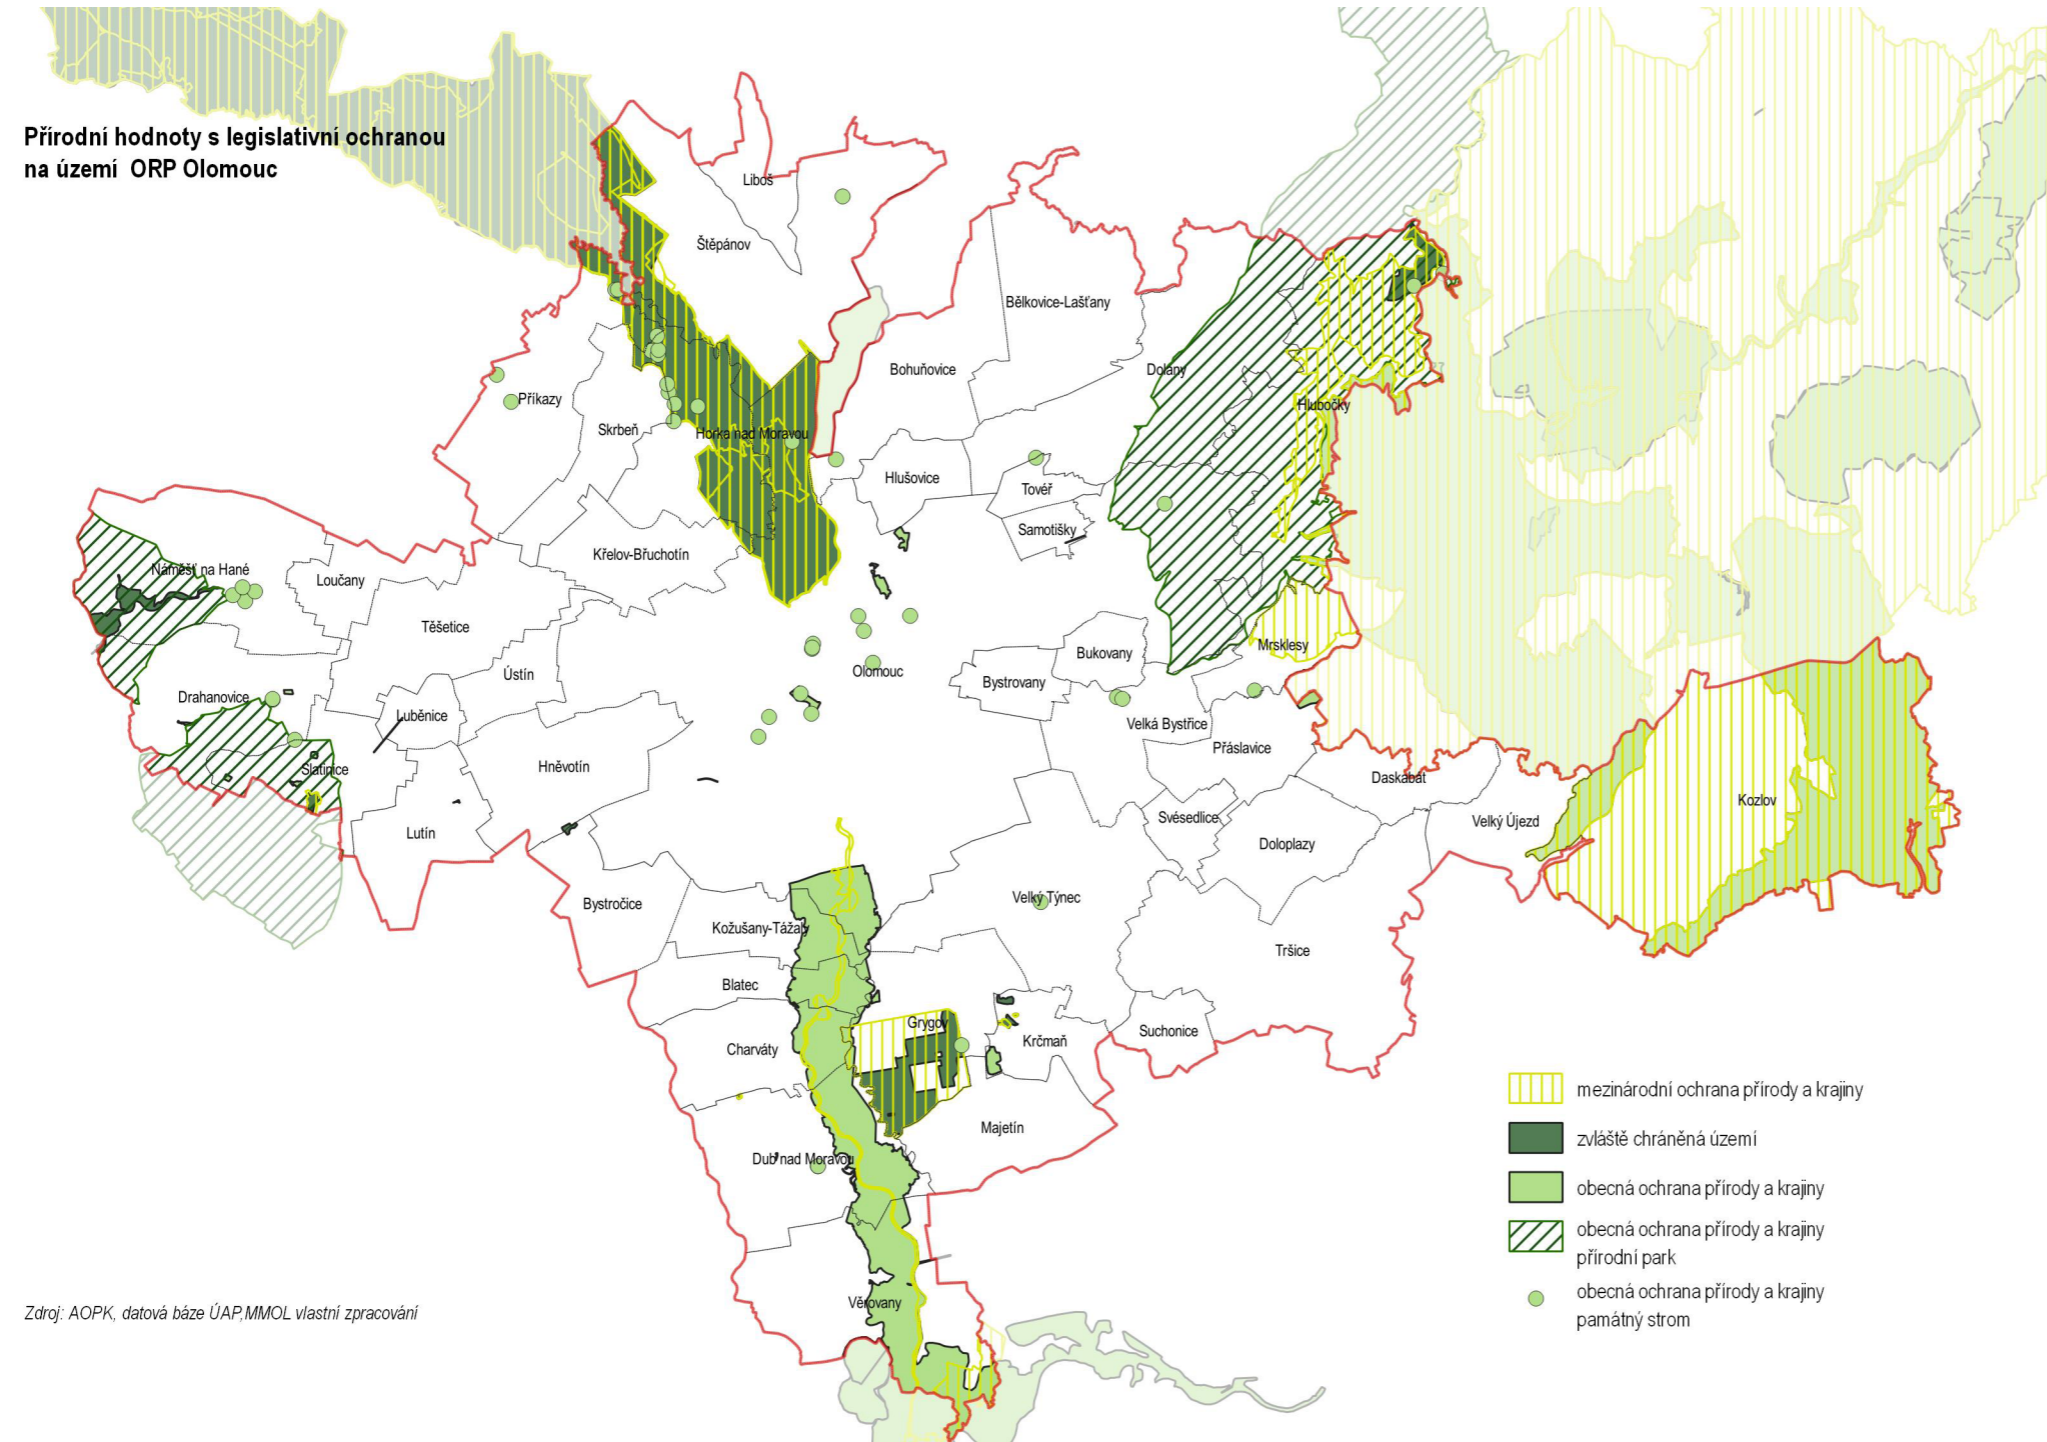 Přírodní hodnoty s legislativní ochranou
na území ORP Olomouc
Liboš
Štěpánov
Bělkovice-Lašťany
Bohuňovice
Dolany
Příkazy
Skrbeň
Horka nad Moravou
Hlubočky
Hlušovice
Tovéř
Samotišky
Křelov-Břuchotín
Náměšť na Hané
Loučany
Těšetice
Ústín
Olomouc
Bukovany
Mrsklesy
Bystrovany
Drahanovice
Luběnice
Velká Bystřice
Přáslavice
Slatinice
Hněvotín
Daskabát
Kozlov
Lutín
Svésedlice
Velký Újezd
Doloplazy
Bystročice
Velký Týnec
Kožušany-Tážaly
Tršice
Blatec
Grygov
Krčmaň
Suchonice
Charváty
Majetín
Dub nad Moravou
Věrovany
mezinárodní ochrana přírody a krajiny
zvláště chráněná území
obecná ochrana přírody a krajiny
obecná ochrana přírody a krajiny
přírodní park
obecná ochrana přírody a krajiny
památný strom
Zdroj: AOPK, datová báze ÚAP,MMOL vlastní zpracování